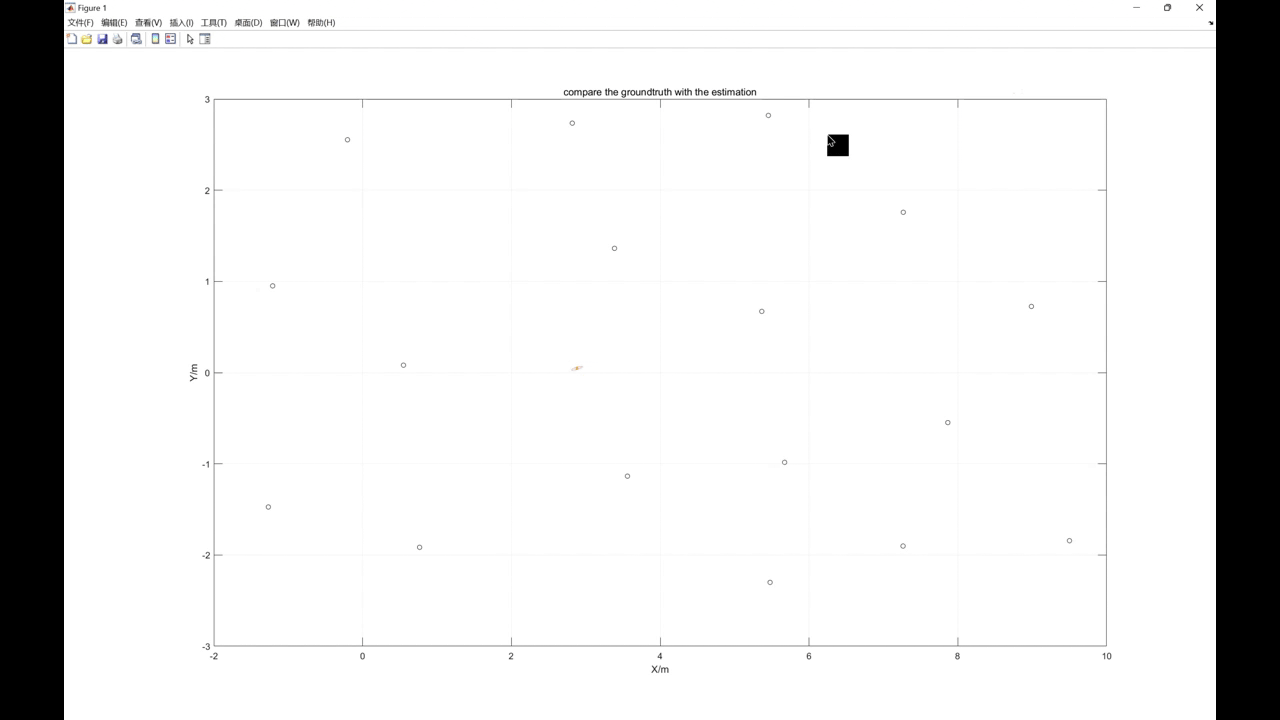 Figure 1
文件(F) 编辑(E) 查看(V) 插入(I) 工具(T) 桌面(D) 窗口(W) 帮助(H)
compare the groundtruth with the estimation
3
2
1
0
-1
-2
-3
Y/m
-2 0 2 4 6 8 10
X/m